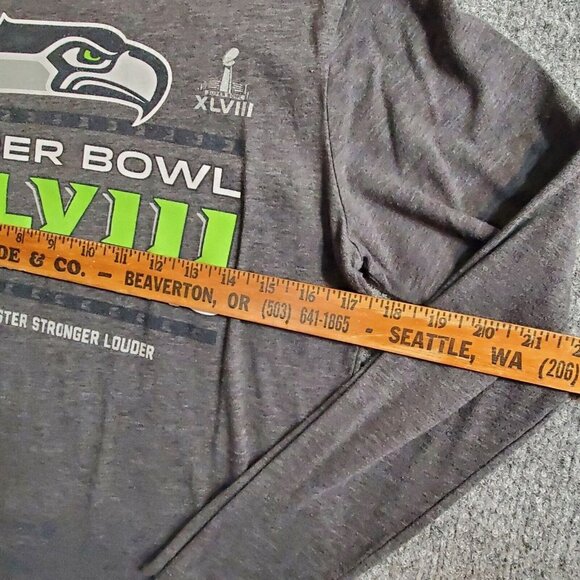 XLVIII
ER BOWL
LVIII
8 9 10 11 12 13 14 15 16 17 18 19 20 21
DE & CO. - BEAVERTON, OR (503) 641-1865 - SEATTLE, WA (206)
STER STRONGER LOUDER